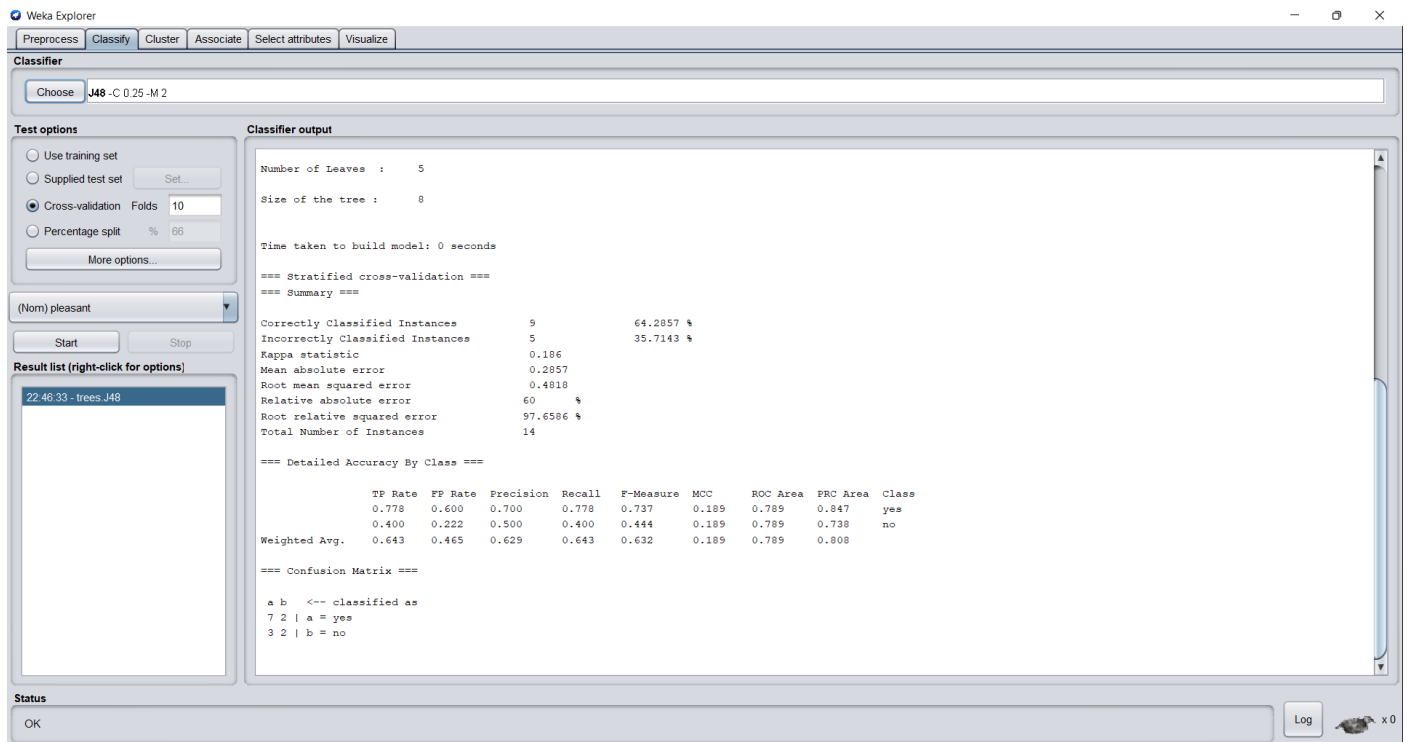 Weka Explorer
Preprocess Classify Cluster Associate Select attributes Visualize
Classifier
Choose J48 -C 0.25 -M 2
Test options
Use training set
Supplied test set Set...
Cross-validation Folds 10
Percentage split % 66
More options...
(Nom) pleasant
Start Stop
Result list (right-click for options)
22:46:33 - trees.J48
Classifier output
Number of Leaves : 5
Size of the tree : 8
Time taken to build model: 0 seconds
=== Stratified cross-validation ===
=== Summary ===
Correctly Classified Instances 9 64.2857 %
Incorrectly Classified Instances 5 35.7143 %
Kappa statistic 0.186
Mean absolute error 0.2857
Root mean squared error 0.4818
Relative absolute error 60 %
Root relative squared error 97.6586 %
Total Number of Instances 14
=== Detailed Accuracy By Class ===
TP Rate FP Rate Precision Recall F-Measure MCC ROC Area PRC Area Class
0.778 0.600 0.700 0.778 0.737 0.189 0.789 0.847 yes
0.400 0.222 0.500 0.400 0.444 0.189 0.789 0.738 no
Weighted Avg. 0.643 0.465 0.629 0.643 0.632 0.189 0.789 0.808
=== Confusion Matrix ===
a b <-- classified as
7 2 | a = yes
3 2 | b = no
Status
OK
Log x 0